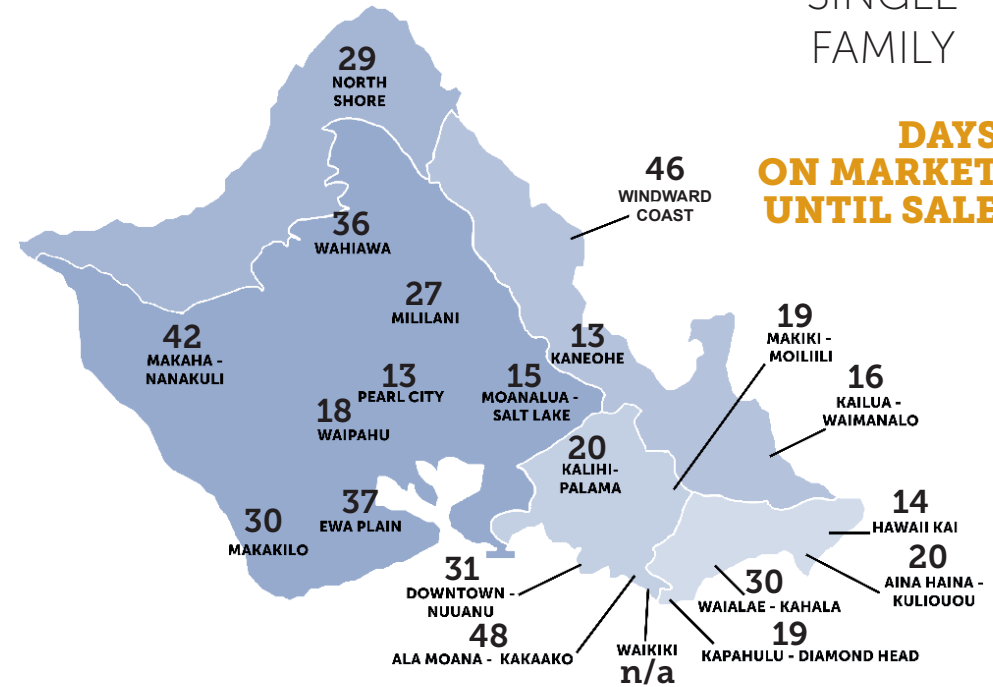 SINGLE
FAMILY
DAYS
ON MARKET
UNTIL SALE
29
NORTH
SHORE
46
WINDWARD
COAST
36
WAHIAWA
27
MILILANI
42
MAKAHA -
NANAKULI
13
KANEOHE
19
MAKIKI -
MOILIILI
13
PEARL CITY
15
MOANALUA -
SALT LAKE
16
KAILUA -
WAIMANALO
18
WAIPAHU
20
KALIHI-
PALAMA
37
EWA PLAIN
30
MAKAKILO
14
HAWAII KAI
20
AINA HAINA -
KULIOUOU
31
DOWNTOWN -
NUUANU
30
WAIALAE - KAHALA
48
ALA MOANA - KAKAAKO
WAIKIKI
n/a
19
KAPAHULU - DIAMOND HEAD